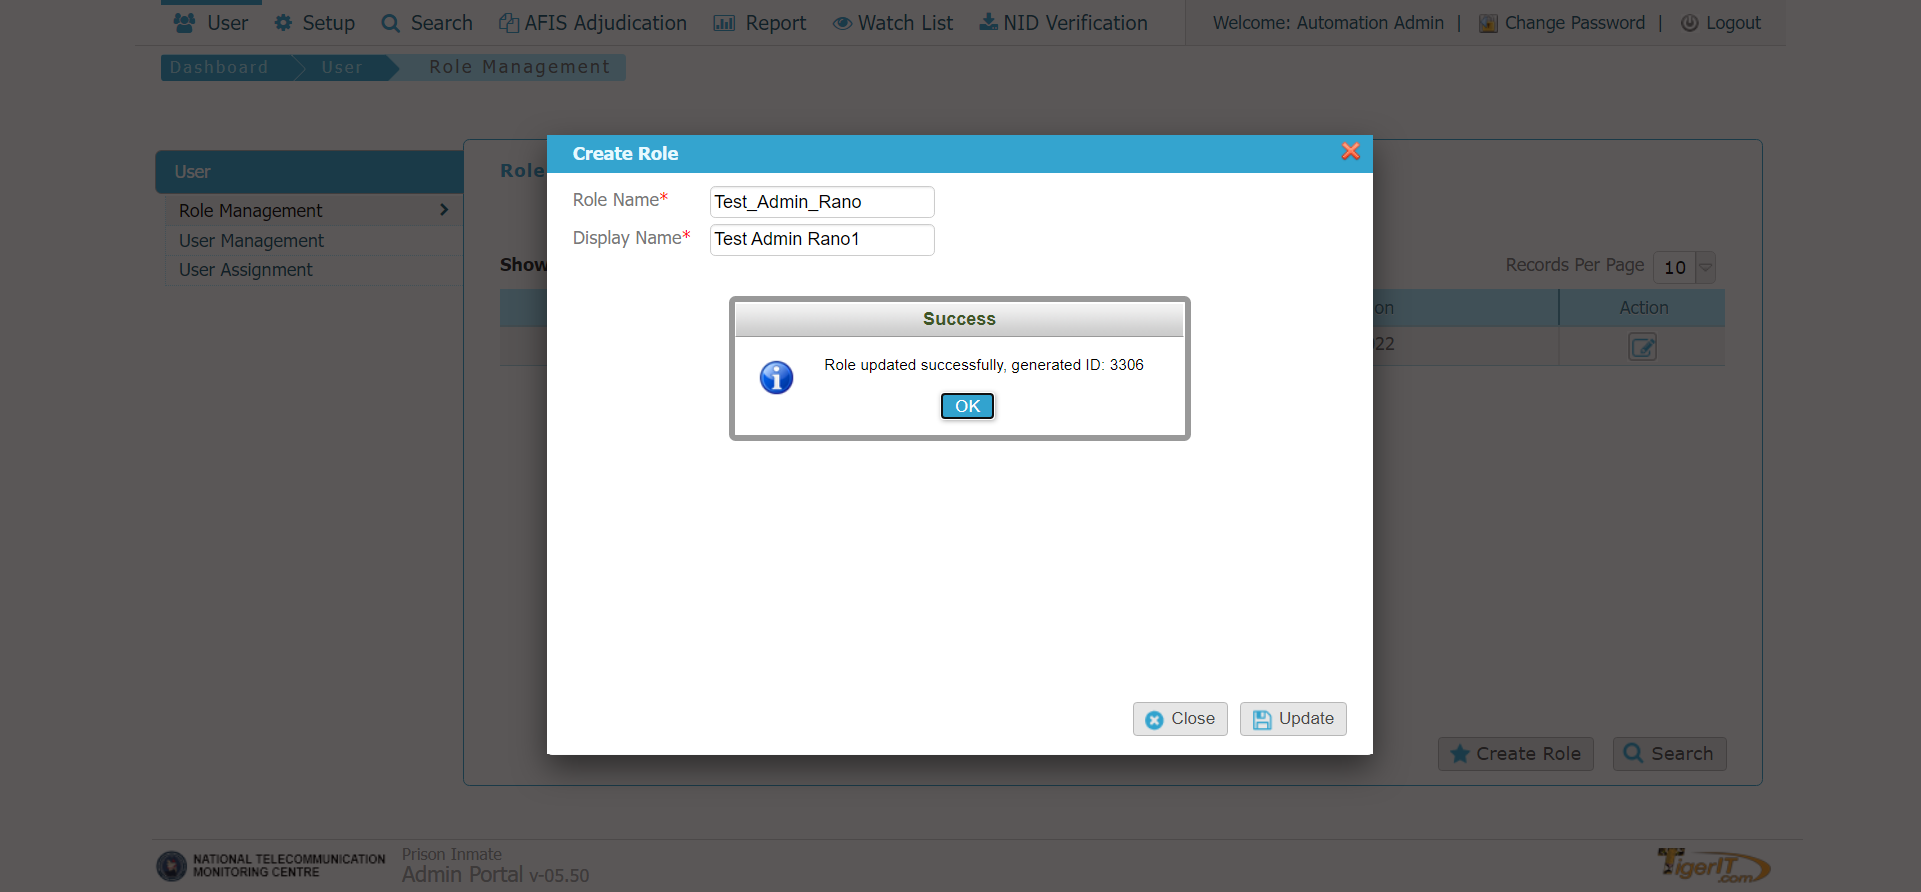 User Setup Search AFIS Adjudication Report Watch List NID Verification Welcome: Automation Admin | Change Password | Logout
Dashboard User Role Management
Create Role
User
Role
Role Name* Test_Admin_Rano
Role Management
Display Name* Test Admin Rano1
User Management
User Assignment
Show
Records Per Page 10
on Action
22
Success
Role updated successfully, generated ID: 3306
OK
Close Update
Create Role Search
NATIONAL TELECOMMUNICATION
MONITORING CENTRE
Prison Inmate
Admin Portal v-05.50
TigerIT
.com